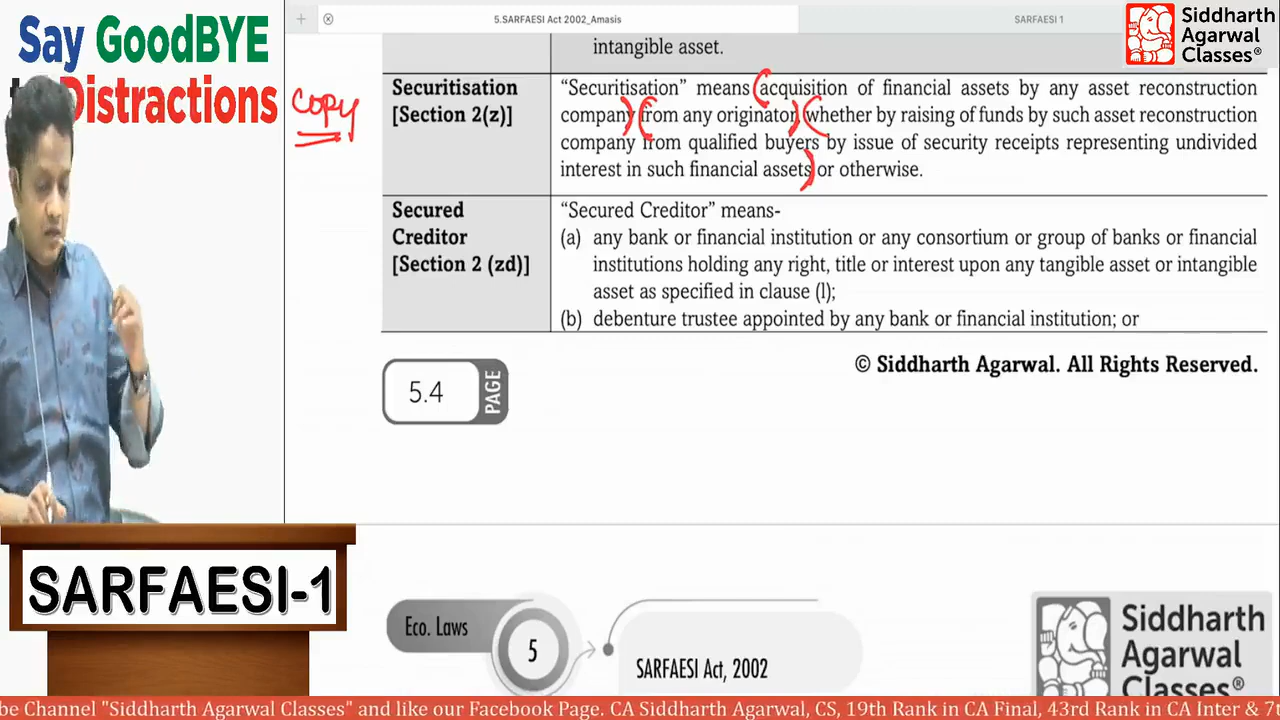 Say GoodBYE
Distractions
5.SARFAESI Act 2002_Amasis
SARFAESI 1
Siddharth
Agarwal
Classes®
intangible asset.
copy
Securitisation
[Section 2(z)]
“Securitisation” means acquisition of financial assets by any asset reconstruction
company from any originator, whether by raising of funds by such asset reconstruction
company from qualified buyers by issue of security receipts representing undivided
interest in such financial assets or otherwise.
Secured
Creditor
[Section 2 (zd)]
“Secured Creditor” means-
(a) any bank or financial institution or any consortium or group of banks or financial
institutions holding any right, title or interest upon any tangible asset or intangible
asset as specified in clause (l);
(b) debenture trustee appointed by any bank or financial institution; or
5.4
PAGE
© Siddharth Agarwal. All Rights Reserved.
SARFAESI-1
Eco. Laws
5
SARFAESI Act, 2002
Siddharth
Agarwal
Classes®
be Channel "Siddharth Agarwal Classes" and like our Facebook Page. CA Siddharth Agarwal, CS, 19th Rank in CA Final, 43rd Rank in CA Inter & 7